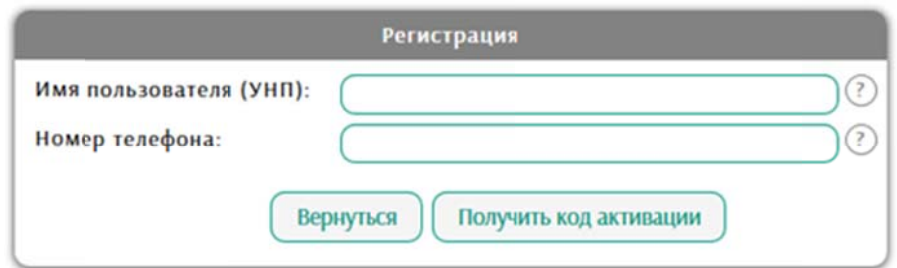 Регистрация
Имя пользователя (УНП): ?
Номер телефона: ?
Вернуться Получить код активации